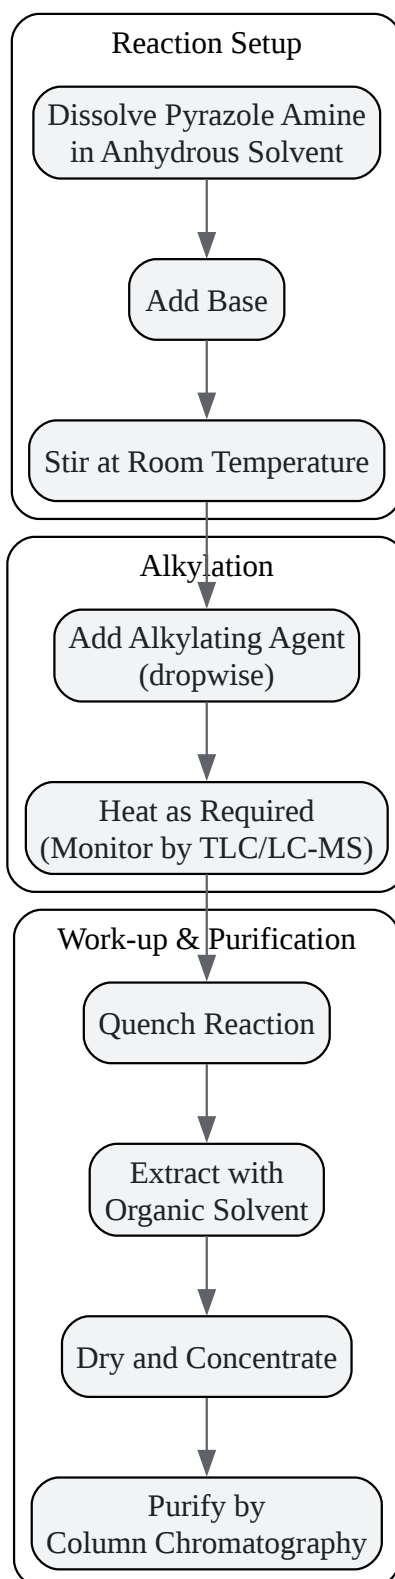 Reaction Setup
Dissolve Pyrazole Amine
in Anhydrous Solvent
Add Base
Stir at Room Temperature
Alkylation
Add Alkylating Agent
(dropwise)
Heat as Required
(Monitor by TLC/LC-MS)
Work-up & Purification
Quench Reaction
Extract with
Organic Solvent
Dry and Concentrate
Purify by
Column Chromatography